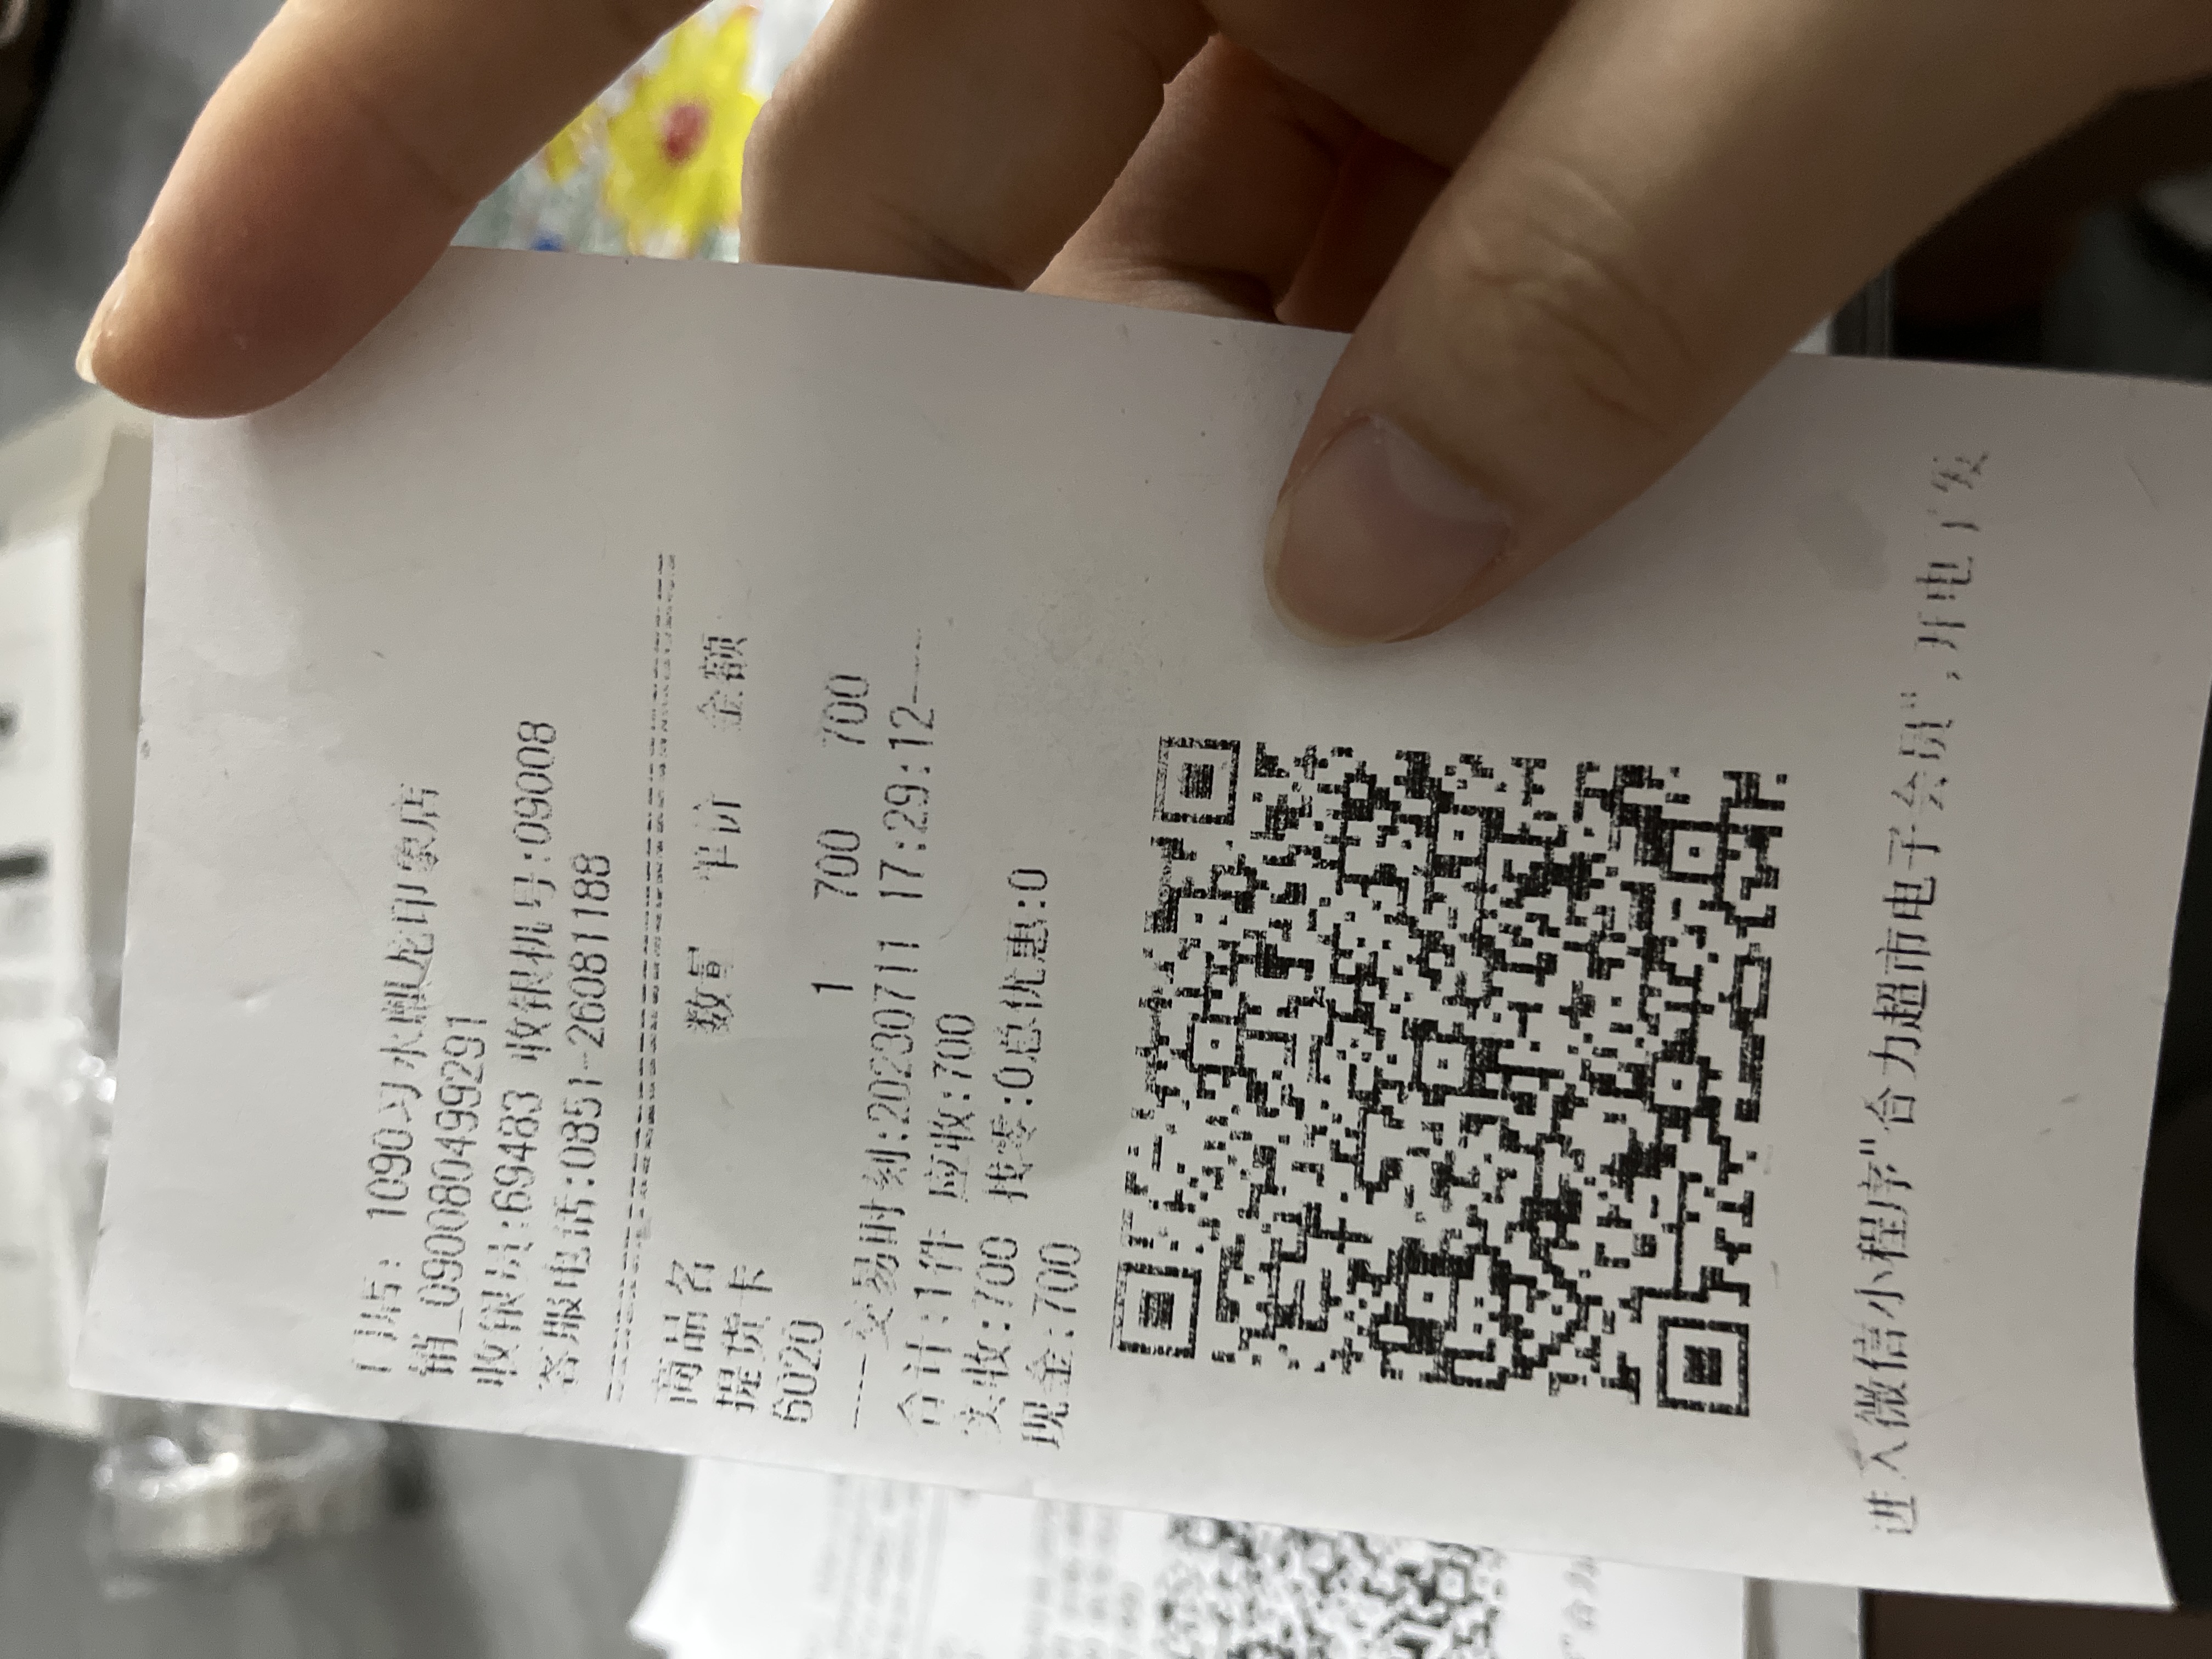 门店: 1090习水佩龙印象店
销_090080499291
收银员:69483 收银机号:09008
客服电话:0851-26081188
商品名 数量 单价 金额
提货卡
6020 1 700 700
----交易时刻:20230711 17:29:12----
合计:1件 应收:700
实收:700 找零:0总优惠:0
现金:700
进入微信小程序"合力超市电子会员",开电子发